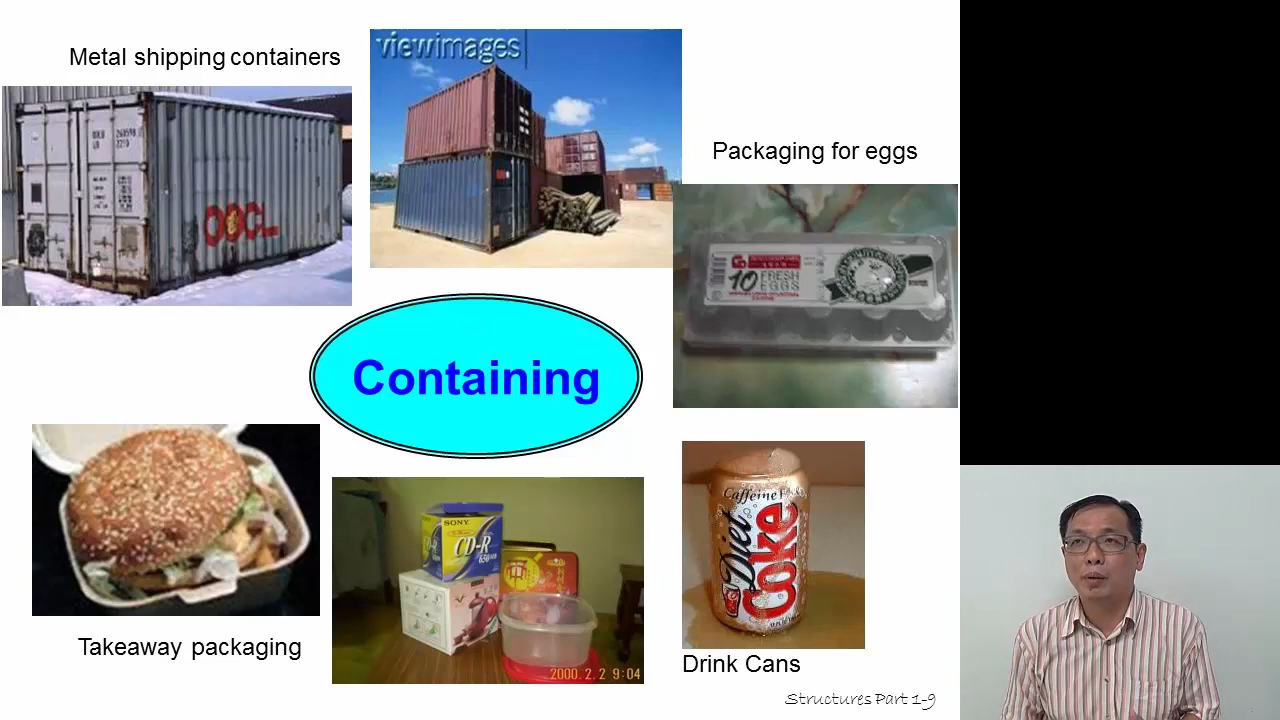 Metal shipping containers
viewimages
OOCL
Packaging for eggs
10 FRESH
EGGS
Containing
SONY
CD-R
650MB
Caffeine
Diet
Coke
2000. 2. 2 9:04
Takeaway packaging
Drink Cans
Structures Part 1-9